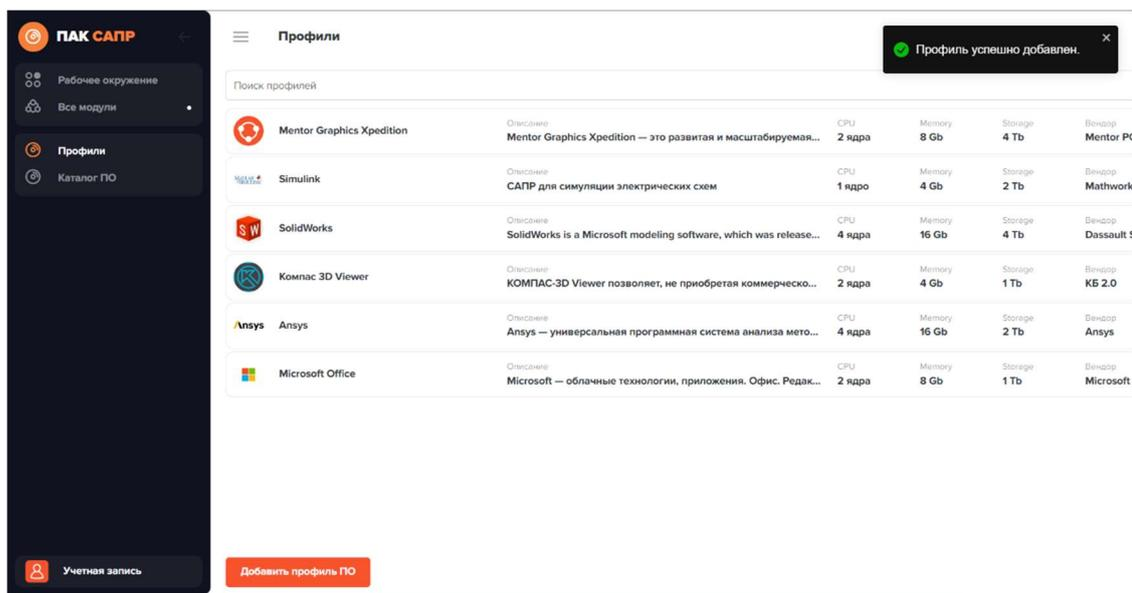 ПАК САПР
Рабочее окружение
Все модули
Профили
Каталог ПО
Учетная запись
Профили
Профиль успешно добавлен.
Поиск профилей
Mentor Graphics Xpedition
Описание CPU Memory Storage Вендор
Mentor Graphics Xpedition — это развитая и масштабируемая... 2 ядра 8 Gb 4 Tb Mentor PC
Simulink
Описание CPU Memory Storage Вендор
САПР для симуляции электрических схем 1 ядро 4 Gb 2 Tb Mathwork
SolidWorks
Описание CPU Memory Storage Вендор
SolidWorks is a Microsoft modeling software, which was release... 4 ядра 16 Gb 4 Tb Dassault S
Компас 3D Viewer
Описание CPU Memory Storage Вендор
КОМПАС-3D Viewer позволяет, не приобретая коммерческо... 2 ядра 4 Gb 1 Tb КБ 2.0
Ansys Ansys
Описание CPU Memory Storage Вендор
Ansys — универсальная программная система анализа мето... 4 ядра 16 Gb 2 Tb Ansys
Microsoft Office
Описание CPU Memory Storage Вендор
Microsoft — облачные технологии, приложения. Офис. Редак... 2 ядра 8 Gb 1 Tb Microsoft
Добавить профиль ПО